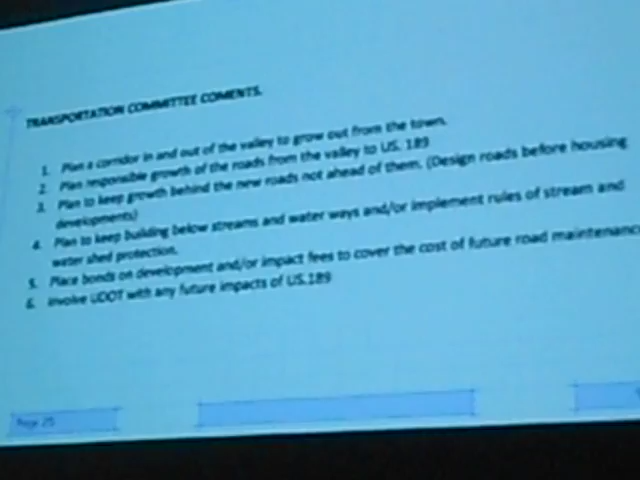 TRANSPORTATION COMMITTEE COMENTS.
1. Plan a corridor in and out of the valley to grow out from the town.
2. Plan responsible growth of the roads from the valley to US. 189
3. Plan to keep growth behind the new roads not ahead of them. (Design roads before housing
developments)
4. Plan to keep building below streams and water ways and/or implement rules of stream and
water shed protection.
5. Place bonds on development and/or impact fees to cover the cost of future road maintenanc
6. Involve UDOT with any future impacts of US.189
Page 25